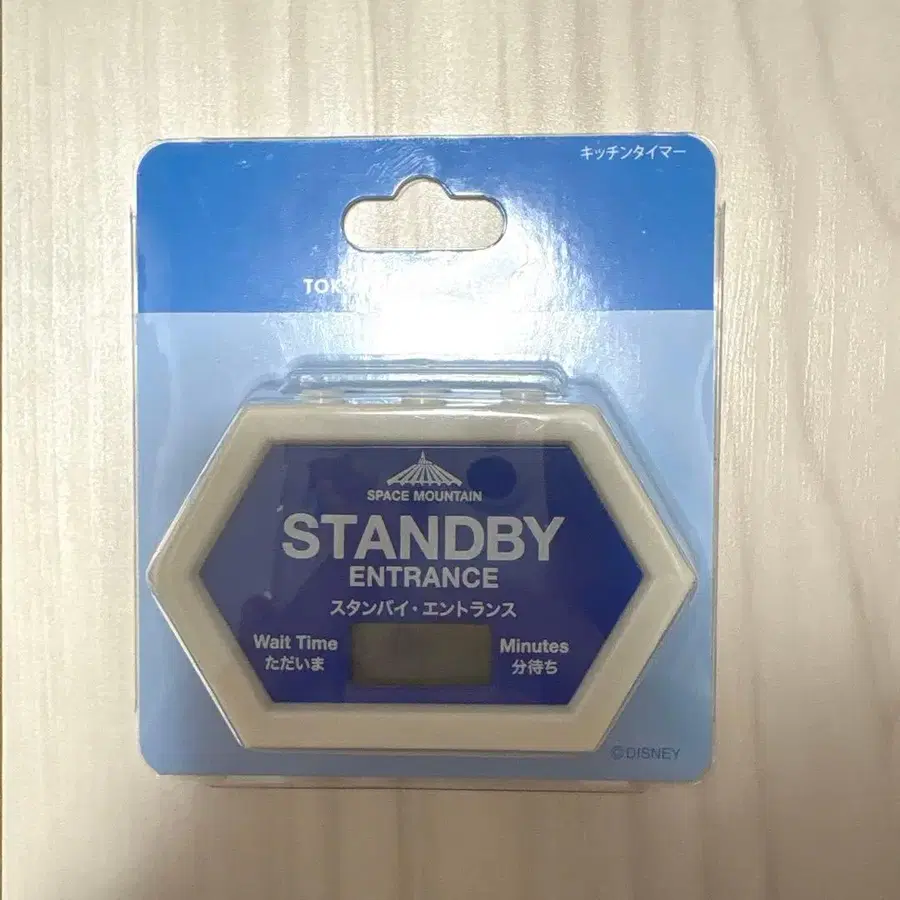 キッチンタイマー
SPACE MOUNTAIN
STANDBY
ENTRANCE
スタンバイ・エントランス
Wait Time
ただいま
Minutes
分待ち
©DISNEY